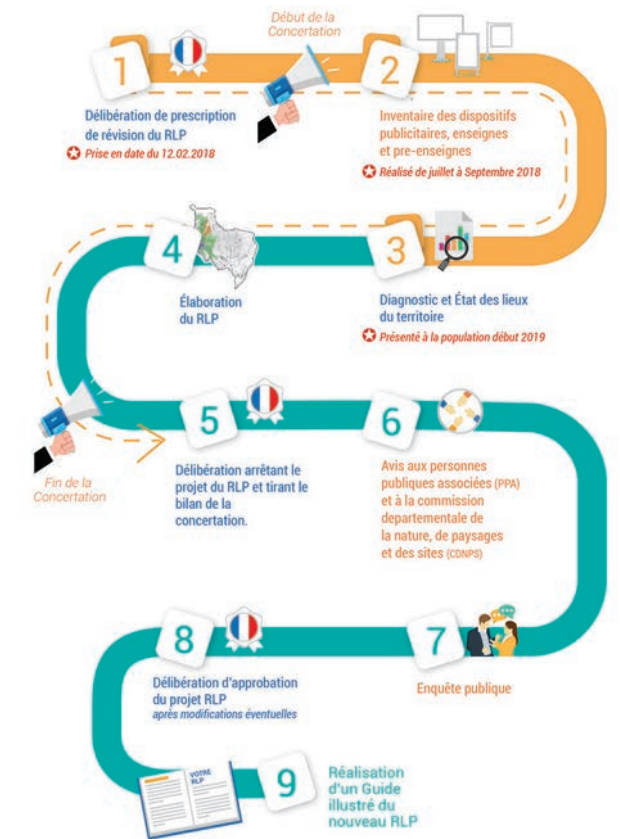 Début de la
Concertation
1
2
Délibération de prescription
de révision du RLP
Prise en date du 12.02.2018
Inventaire des dispositifs
publicitaires, enseignes
et pre-enseignes
Réalisé de juillet à Septembre 2018
4
3
Élaboration
du RLP
Diagnostic et État des lieux
du territoire
Présenté à la population début 2019
5
6
Fin de la
Concertation
Délibération arrêtant le
projet du RLP et tirant le
bilan de la
concertation.
Avis aux personnes
publiques associées (PPA)
et à la commission
departementale de
la nature, de paysages
et des sites (CDNPS)
8
7
Délibération d'approbation
du projet RLP
après modifications éventuelles
Enquête publique
VOTRE
RLP
9
Réalisation
d'un Guide
illustré du
nouveau RLP